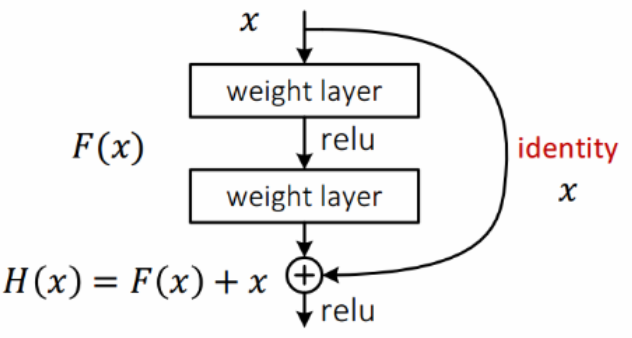 x
weight layer
relu
F(x)
identity
x
weight layer
H(x) = F(x) + x
+
relu